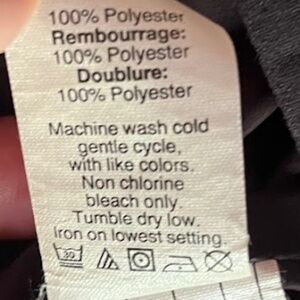 100% Polyester
Rembourrage:
100% Polyester
Doublure:
100% Polyester
Machine wash cold
gentle cycle,
with like colors.
Non chlorine
bleach only.
Tumble dry low.
Iron on lowest setting.
30